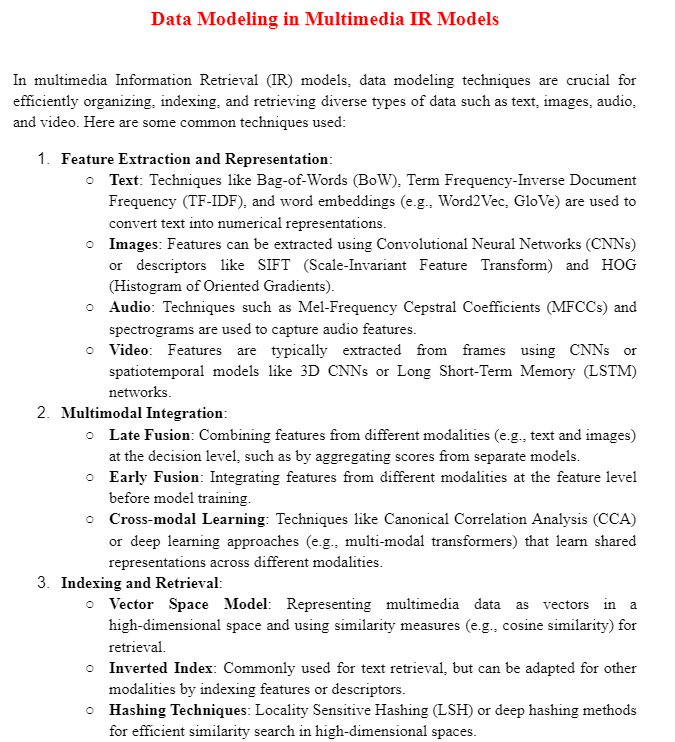 Data Modeling in Multimedia IR Models
In multimedia Information Retrieval (IR) models, data modeling techniques are crucial for
efficiently organizing, indexing, and retrieving diverse types of data such as text, images, audio,
and video. Here are some common techniques used:
1. Feature Extraction and Representation:
○ Text: Techniques like Bag-of-Words (BoW), Term Frequency-Inverse Document
Frequency (TF-IDF), and word embeddings (e.g., Word2Vec, GloVe) are used to
convert text into numerical representations.
○ Images: Features can be extracted using Convolutional Neural Networks (CNNs)
or descriptors like SIFT (Scale-Invariant Feature Transform) and HOG
(Histogram of Oriented Gradients).
○ Audio: Techniques such as Mel-Frequency Cepstral Coefficients (MFCCs) and
spectrograms are used to capture audio features.
○ Video: Features are typically extracted from frames using CNNs or
spatiotemporal models like 3D CNNs or Long Short-Term Memory (LSTM)
networks.
2. Multimodal Integration:
○ Late Fusion: Combining features from different modalities (e.g., text and images)
at the decision level, such as by aggregating scores from separate models.
○ Early Fusion: Integrating features from different modalities at the feature level
before model training.
○ Cross-modal Learning: Techniques like Canonical Correlation Analysis (CCA)
or deep learning approaches (e.g., multi-modal transformers) that learn shared
representations across different modalities.
3. Indexing and Retrieval:
○ Vector Space Model: Representing multimedia data as vectors in a
high-dimensional space and using similarity measures (e.g., cosine similarity) for
retrieval.
○ Inverted Index: Commonly used for text retrieval, but can be adapted for other
modalities by indexing features or descriptors.
○ Hashing Techniques: Locality Sensitive Hashing (LSH) or deep hashing methods
for efficient similarity search in high-dimensional spaces.